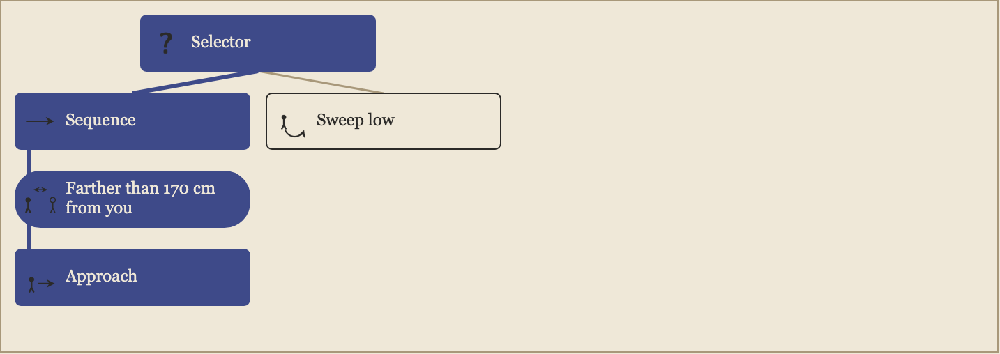 ?
Selector
Sequence
Sweep low
Farther than 170 cm
from you
Approach